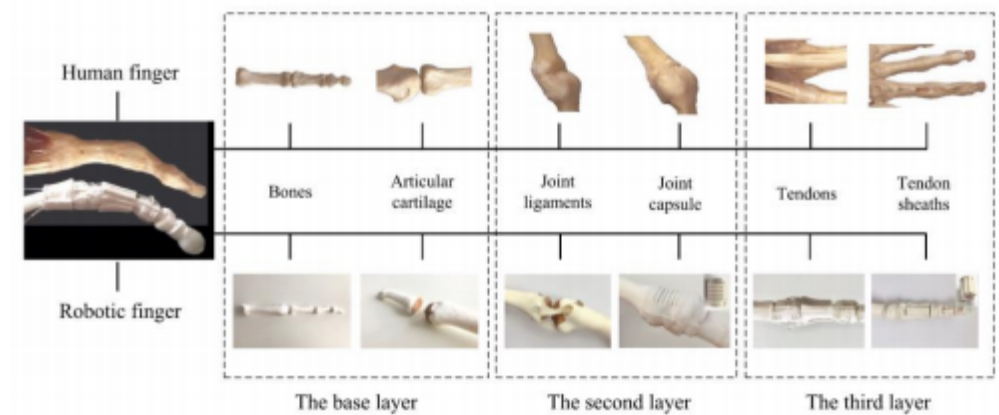 Human finger
Bones
Articular
cartilage
Joint
ligaments
Joint
capsule
Tendons
Tendon
sheaths
Robotic finger
The base layer
The second layer
The third layer